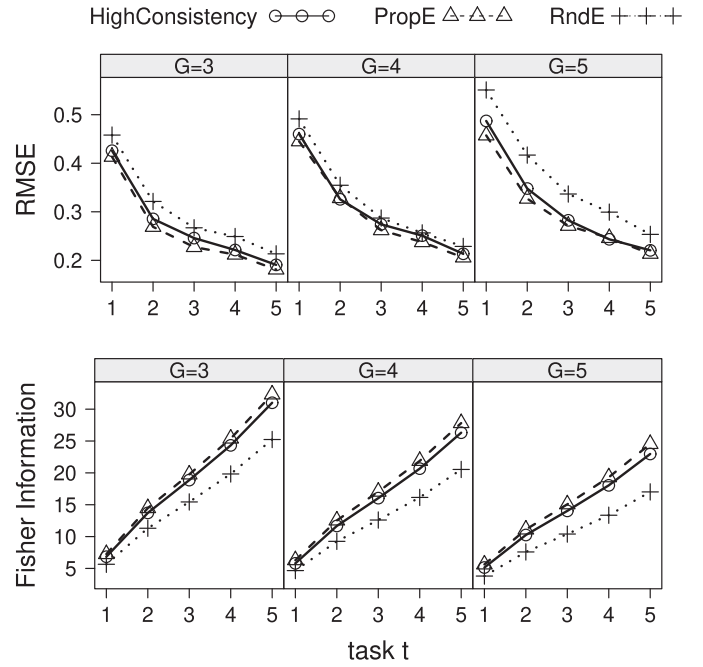 HighConsistency PropE RndE
G=3 G=4 G=5
RMSE
0.5
0.4
0.3
0.2
1 2 3 4 5 1 2 3 4 5 1 2 3 4 5
G=3 G=4 G=5
Fisher Information
30
25
20
15
10
5
1 2 3 4 5 1 2 3 4 5 1 2 3 4 5
task t